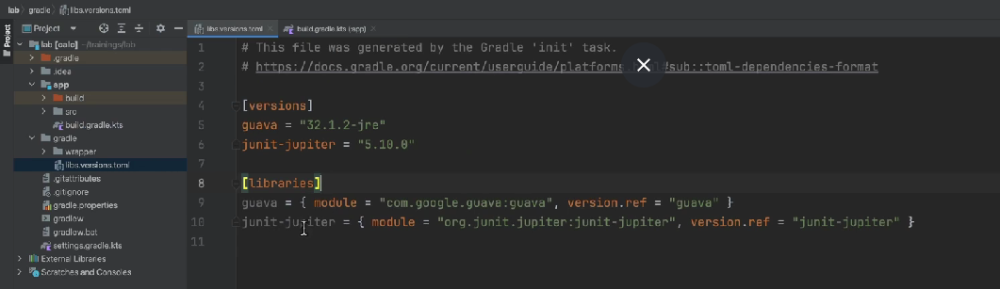 lab gradle libs.versions.toml
Project
Project
libs.versions.toml build.gradle.kts (:app)
lab [oalo] ~/trainings/lab
.gradle
.idea
app
build
src
build.gradle.kts
gradle
wrapper
libs.versions.toml
.gitattributes
.gitignore
gradle.properties
gradlew
gradlew.bat
settings.gradle.kts
External Libraries
Scratches and Consoles
1 # This file was generated by the Gradle 'init' task.
2 # https://docs.gradle.org/current/userguide/platforms. #sub::toml-dependencies-format
3
4 [versions]
5 guava = "32.1.2-jre"
6 junit-jupiter = "5.10.0"
7
8 [libraries]
9 guava = { module = "com.google.guava:guava", version.ref = "guava" }
10 junit-jupiter = { module = "org.junit.jupiter:junit-jupiter", version.ref = "junit-jupiter" }
11